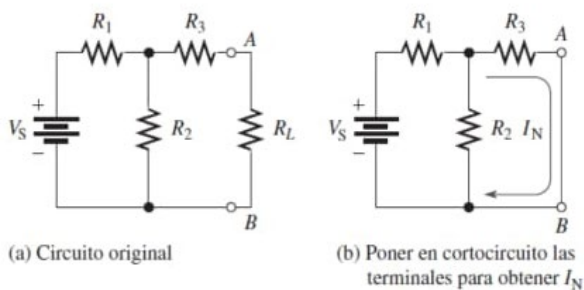 R1 R3 A
+
VS
−
R2 RL
B
(a) Circuito original
R1 R3 A
+
VS
−
R2 IN
B
(b) Poner en cortocircuito las
terminales para obtener IN